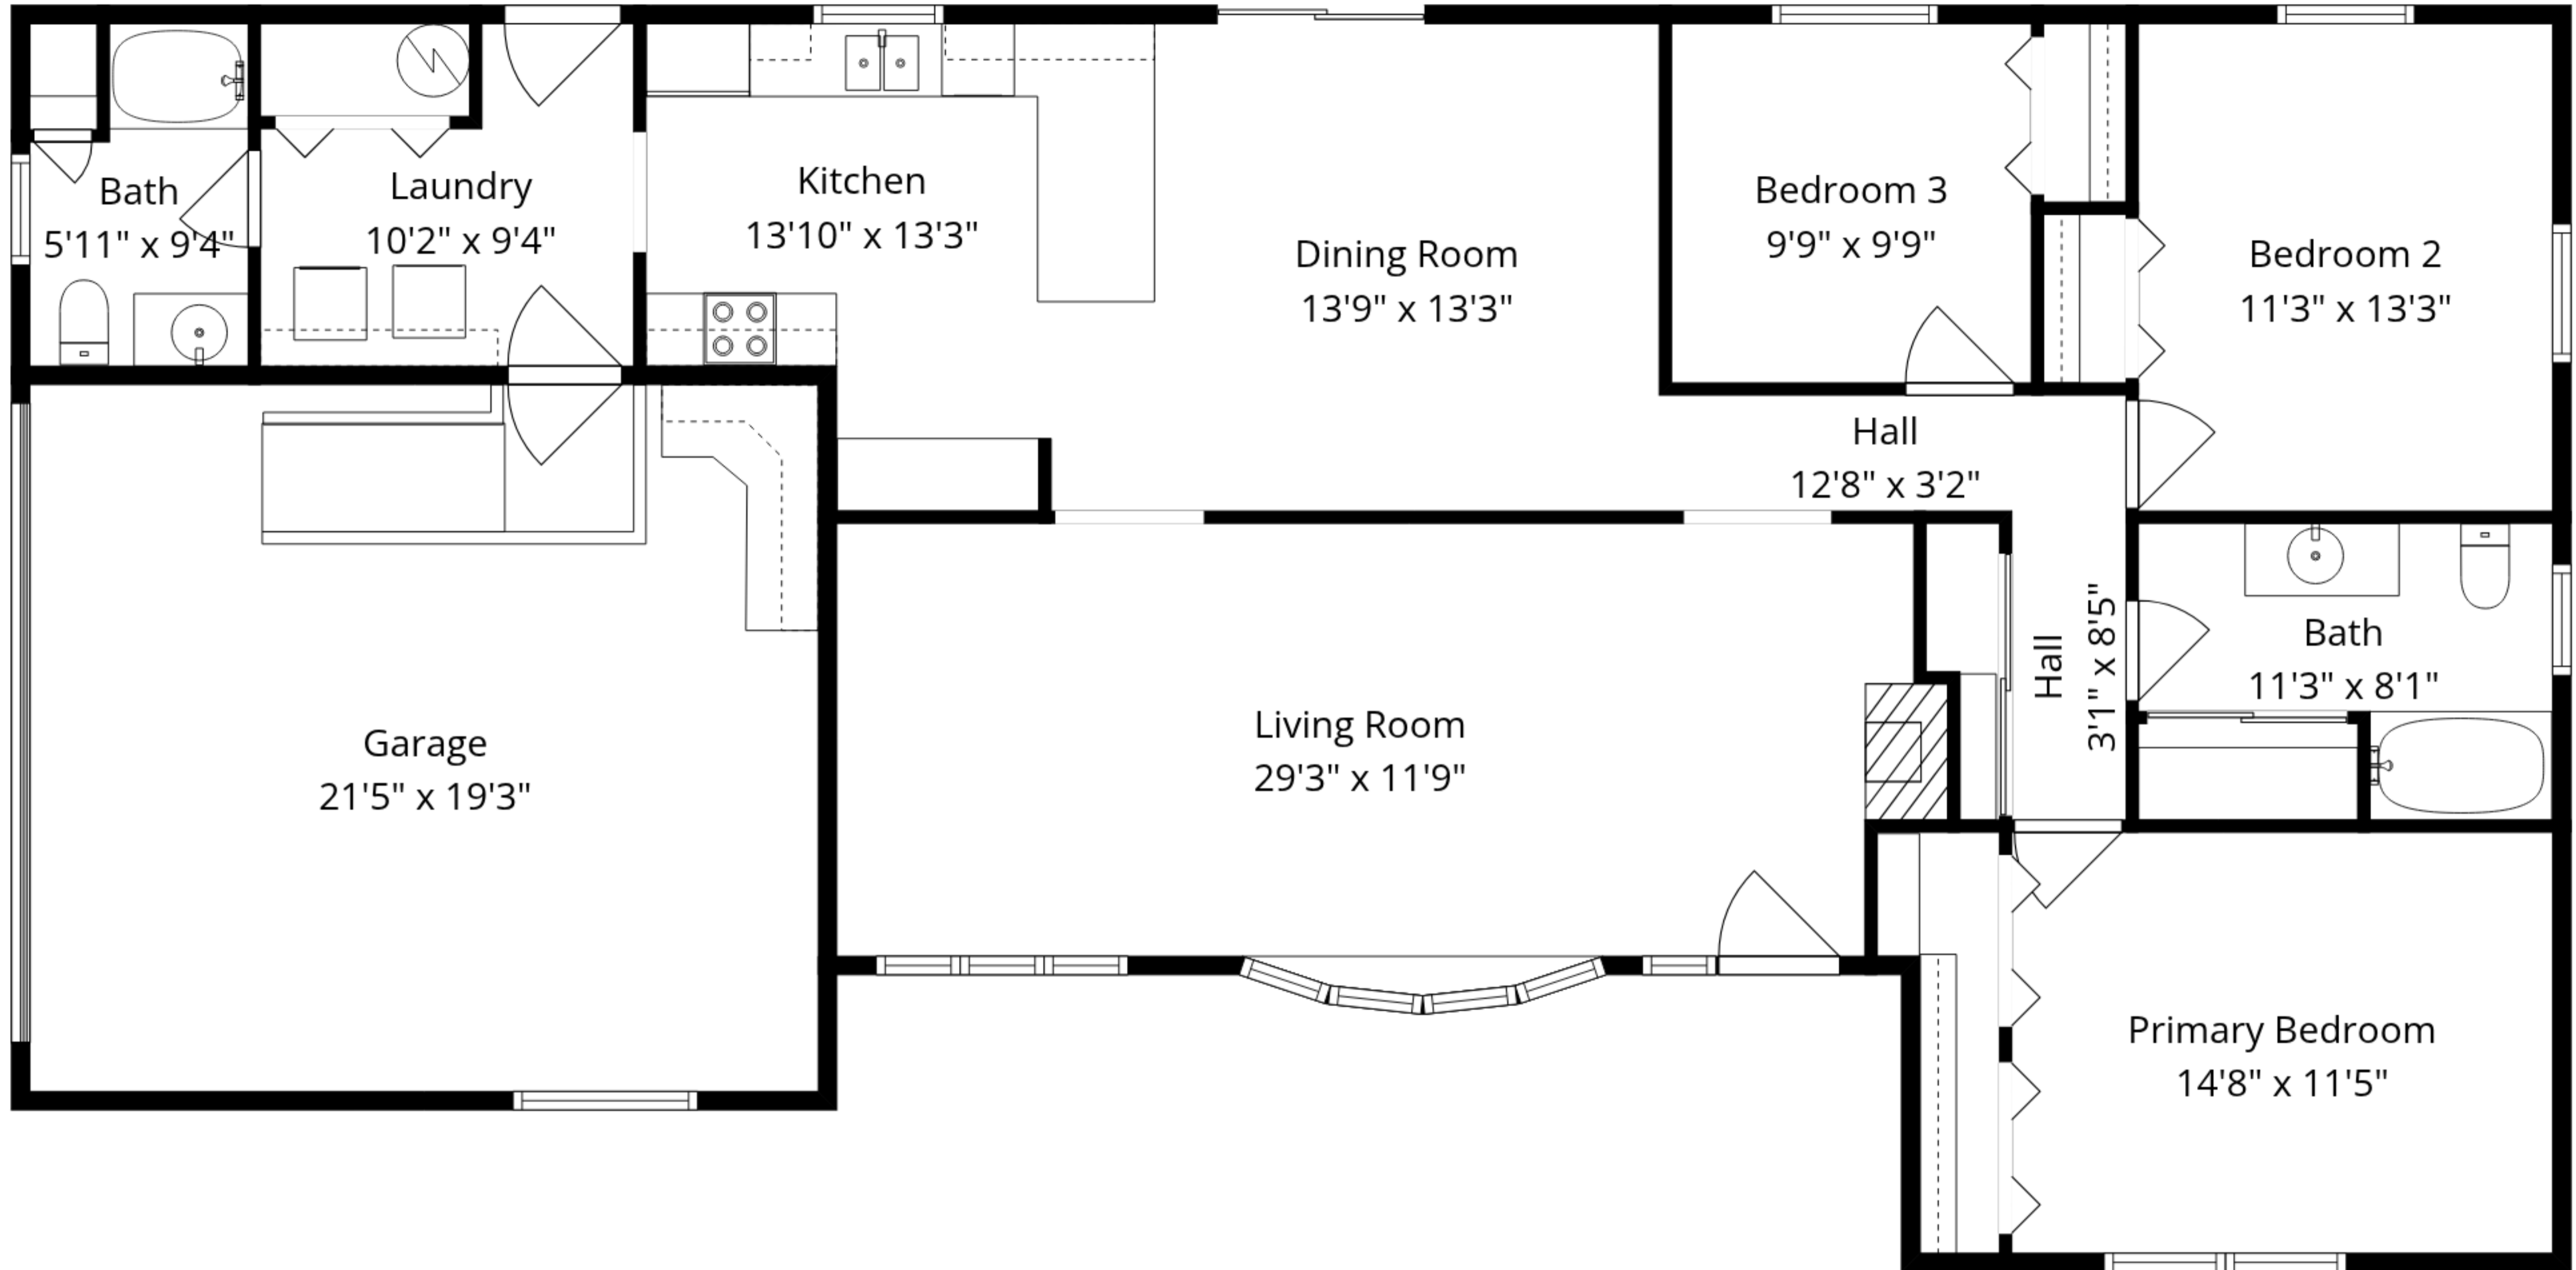 Bath
5'11" x 9'4"
Laundry
10'2" x 9'4"
Kitchen
13'10" x 13'3"
Dining Room
13'9" x 13'3"
Bedroom 3
9'9" x 9'9"
Bedroom 2
11'3" x 13'3"
Hall
12'8" x 3'2"
Hall
3'1" x 8'5"
Bath
11'3" x 8'1"
Garage
21'5" x 19'3"
Living Room
29'3" x 11'9"
Primary Bedroom
14'8" x 11'5"